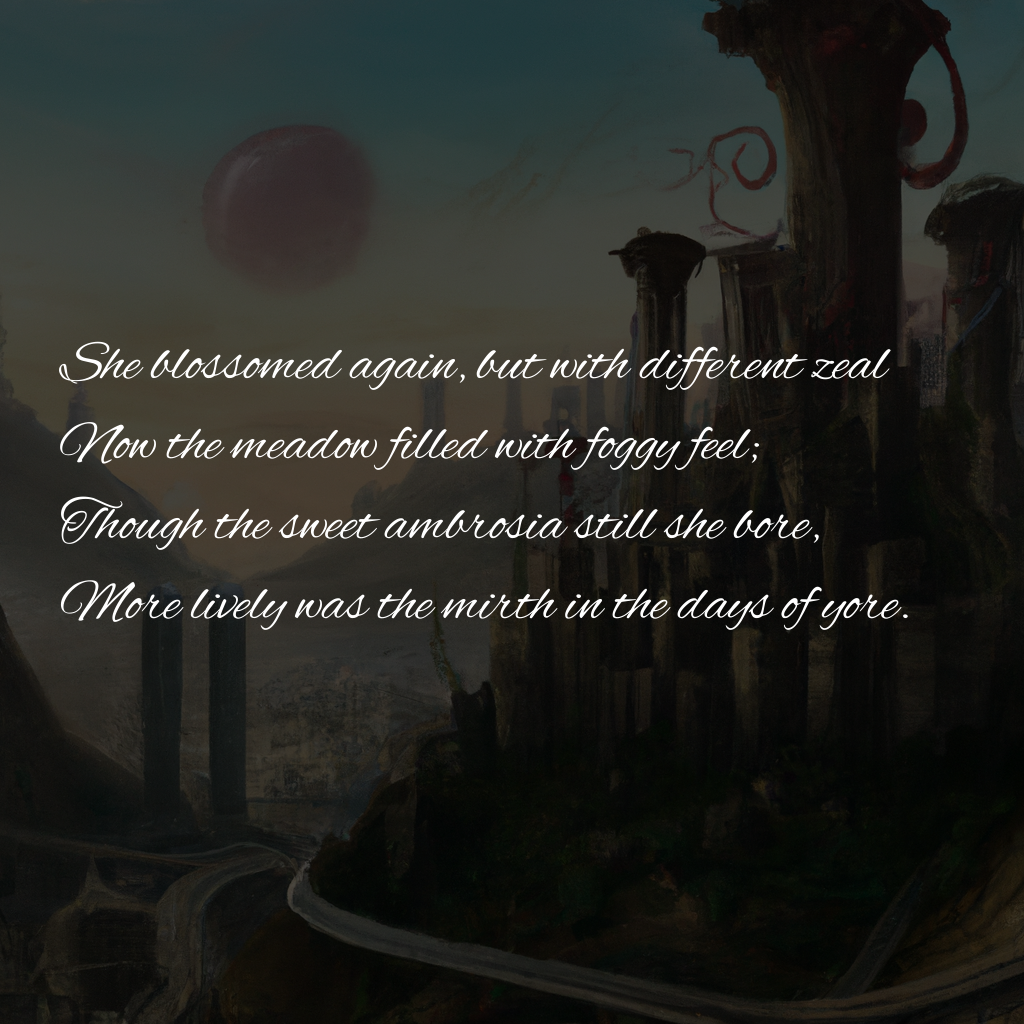 She blossomed again, but with different zeal
Now the meadow filled with foggy feel;
Though the sweet ambrosia still she bore,
More lively was the mirth in the days of yore.